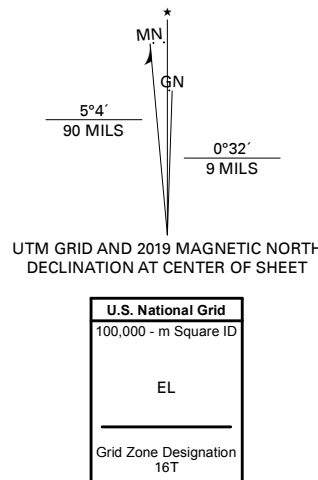 ★
MN
GN
5°4´
90 MILS
0°32´
9 MILS
UTM GRID AND 2019 MAGNETIC NORTH
DECLINATION AT CENTER OF SHEET
U.S. National Grid
100,000 - m Square ID
EL
Grid Zone Designation
16T